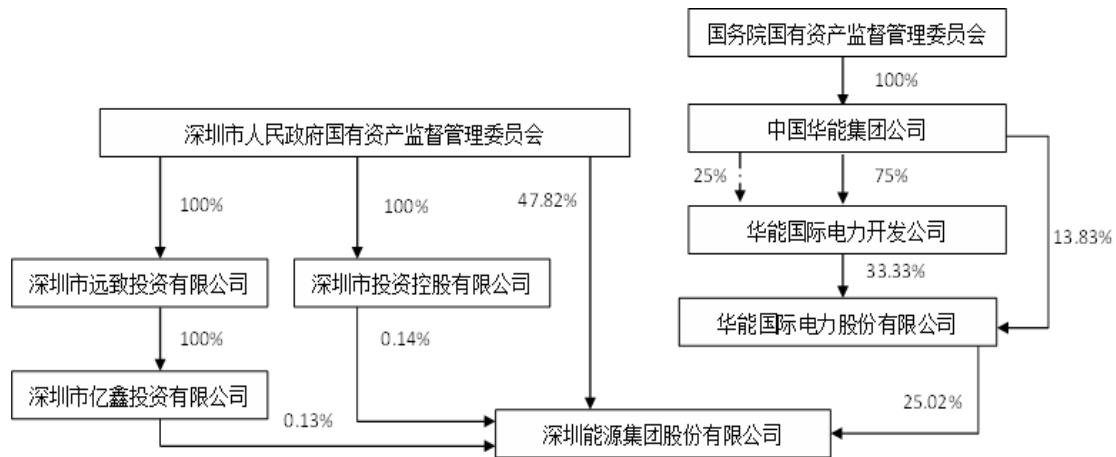 国务院国有资产监督管理委员会
100%
深圳市人民政府国有资产监督管理委员会
中国华能集团公司
25%
75%
100%
100%
47.82%
华能国际电力开发公司
13.83%
33.33%
深圳市远致投资有限公司
深圳市投资控股有限公司
华能国际电力股份有限公司
100%
0.14%
深圳市亿鑫投资有限公司
25.02%
0.13%
深圳能源集团股份有限公司